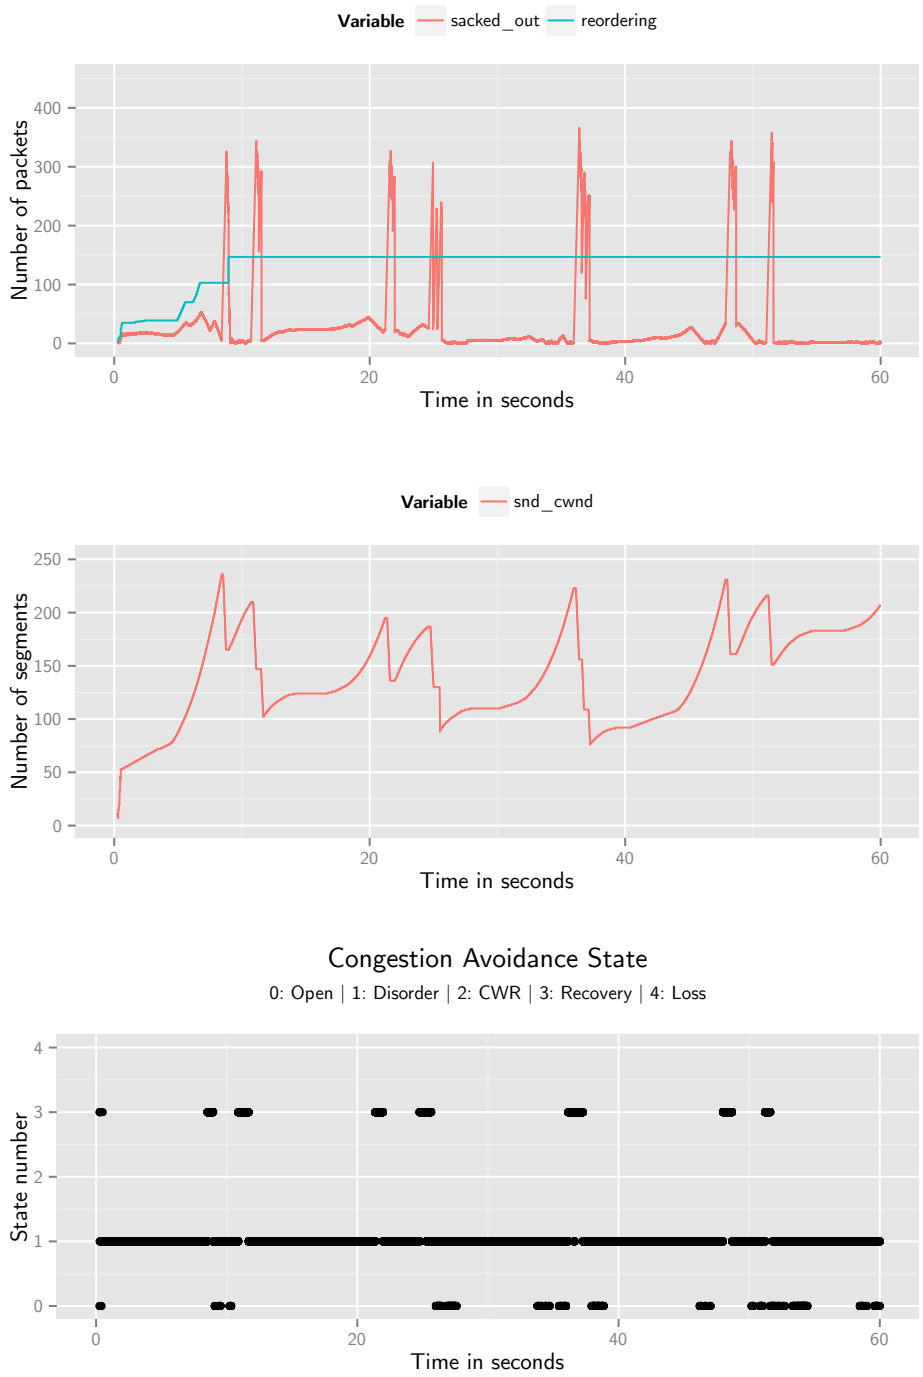 Variable sacked_out reordering
400
300
200
100
0
Number of packets
0 20 40 60
Time in seconds
Variable snd_cwnd
250
200
150
100
50
0
Number of segments
0 20 40 60
Time in seconds
Congestion Avoidance State
0: Open | 1: Disorder | 2: CWR | 3: Recovery | 4: Loss
4
3
2
1
0
State number
0 20 40 60
Time in seconds